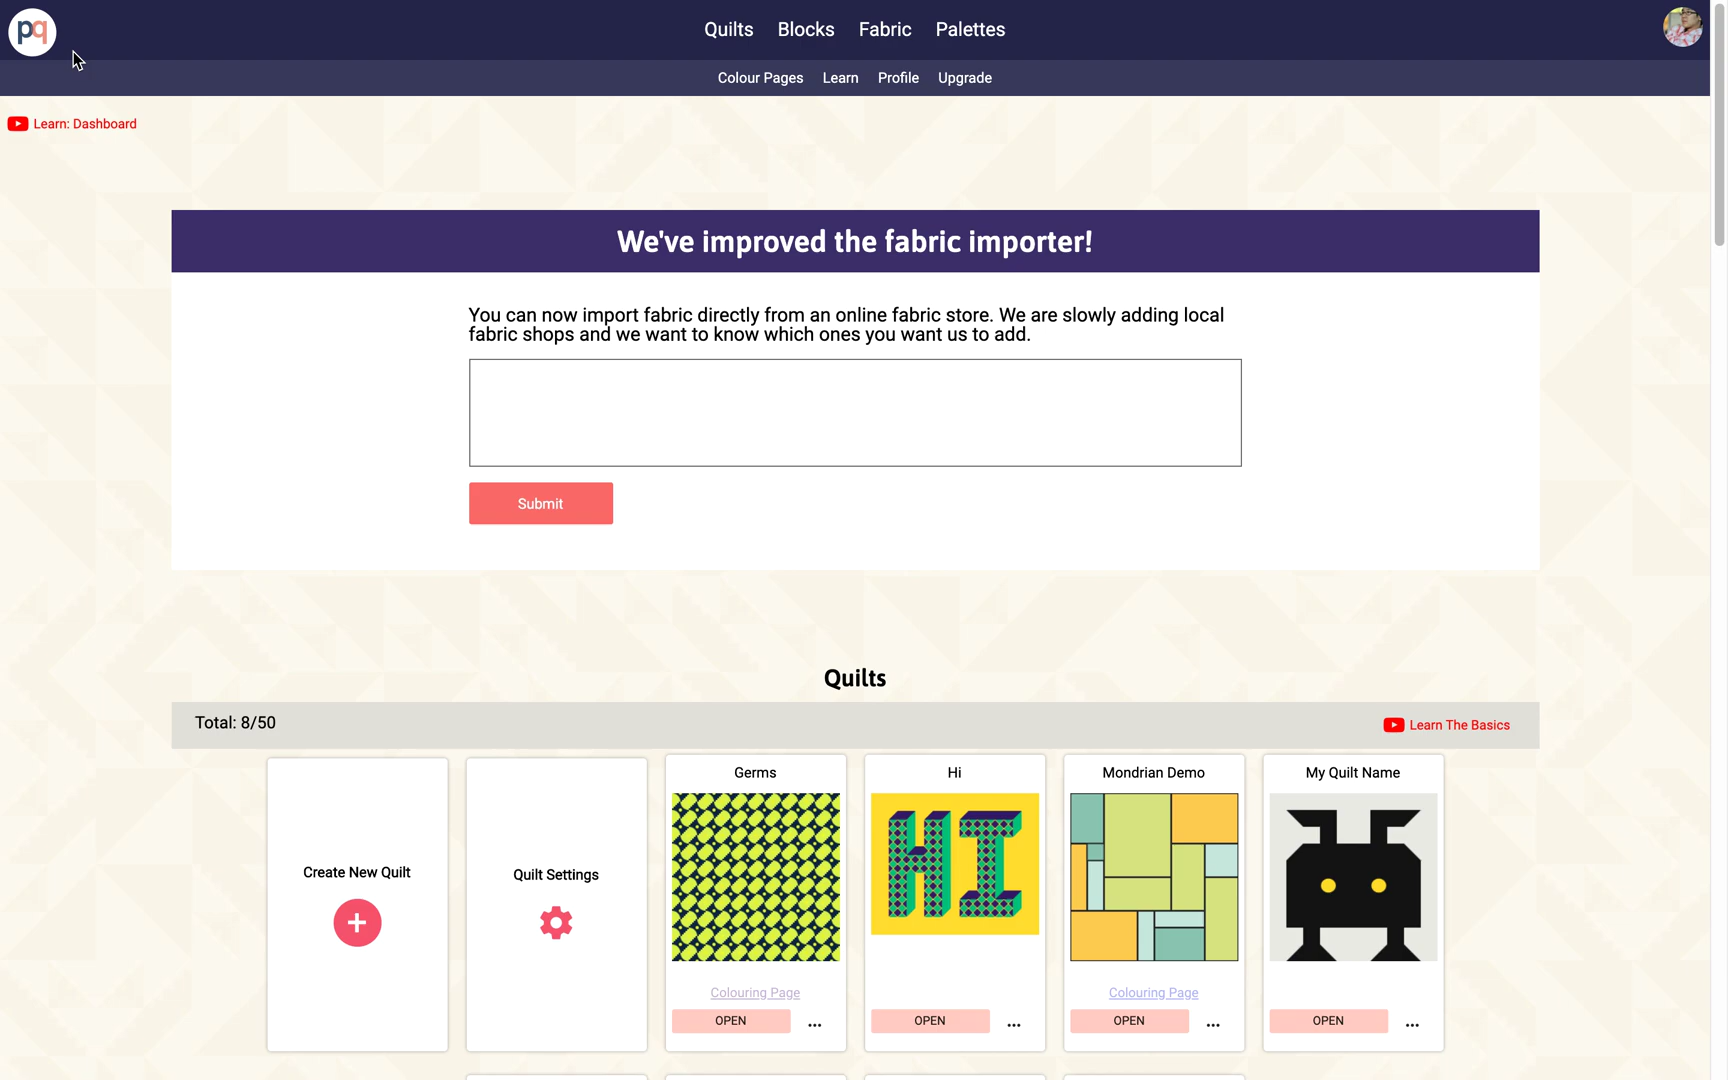 pq
Quilts Blocks Fabric Palettes
Colour Pages Learn Profile Upgrade
Learn: Dashboard
We've improved the fabric importer!
You can now import fabric directly from an online fabric store. We are slowly adding local
fabric shops and we want to know which ones you want us to add.
Submit
Quilts
Total: 8/50
Learn The Basics
Create New Quilt
Quilt Settings
Germs
Colouring Page
OPEN ...
Hi
HI
OPEN ...
Mondrian Demo
Colouring Page
OPEN ...
My Quilt Name
OPEN ...